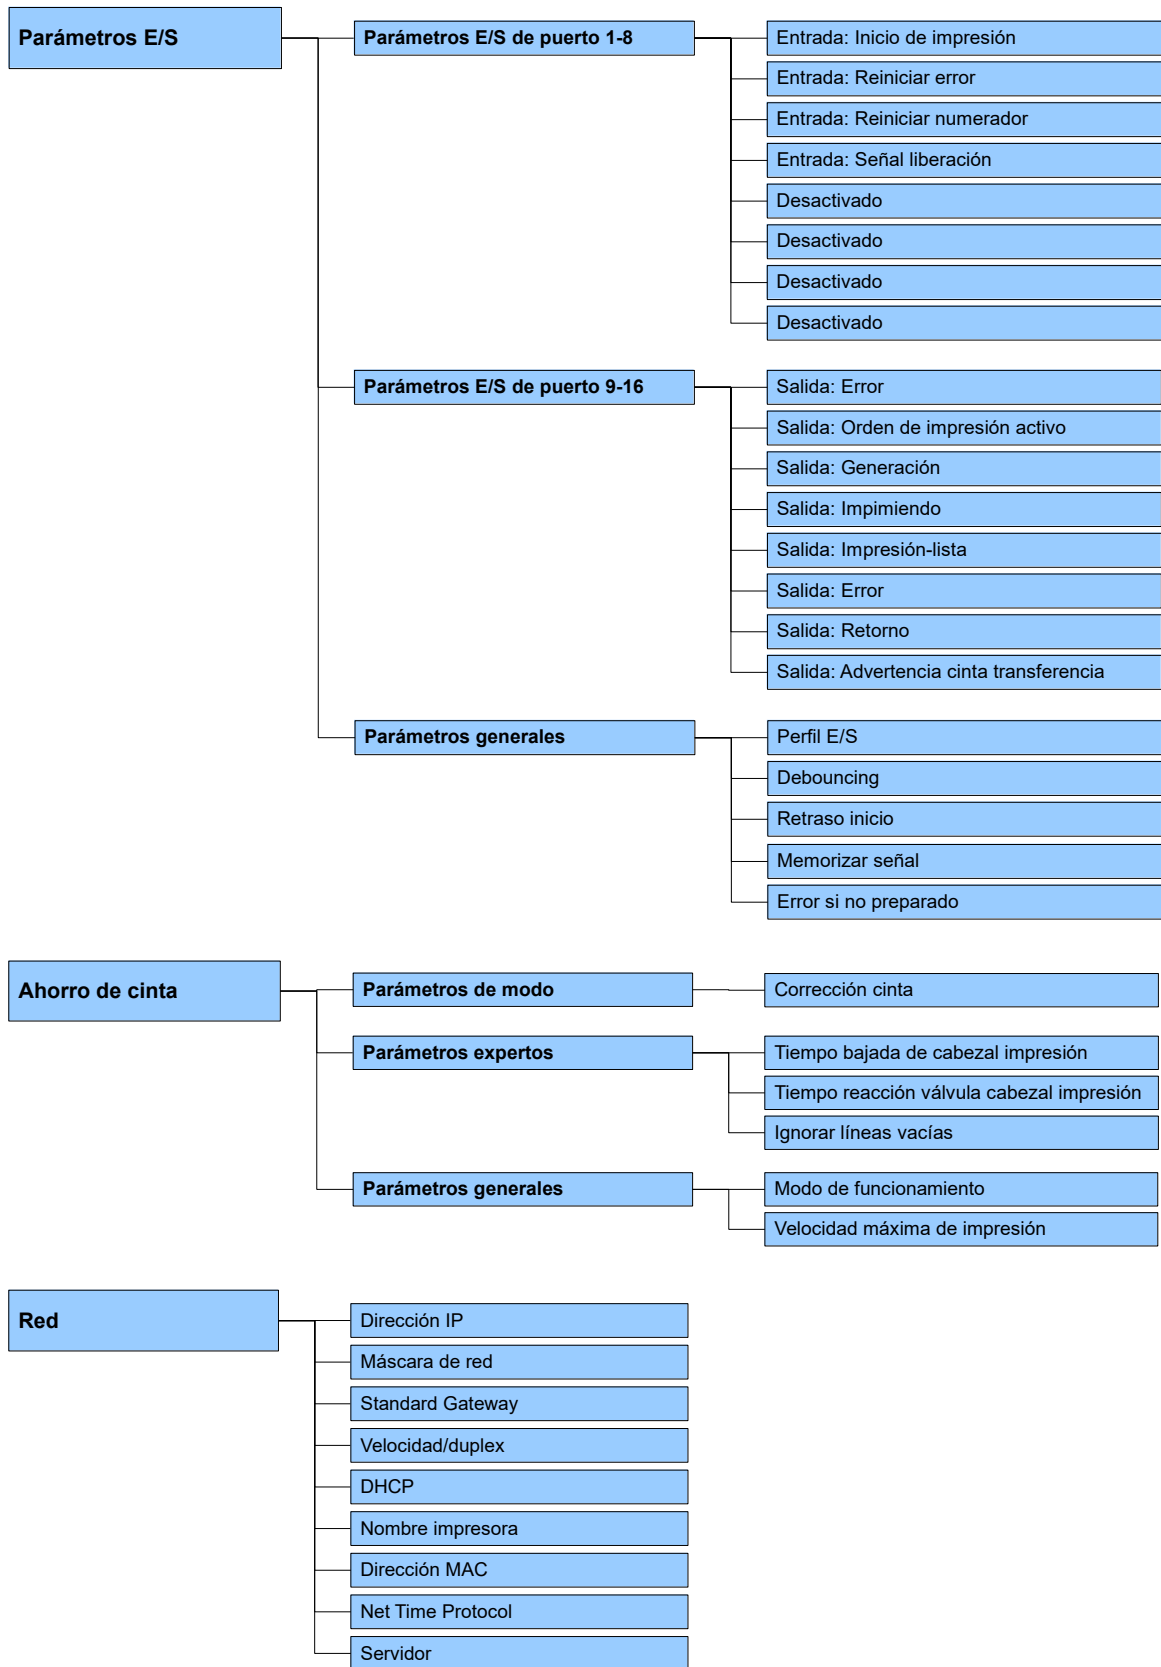 Parámetros E/S
Parámetros E/S de puerto 1-8
Entrada: Inicio de impresión
Entrada: Reiniciar error
Entrada: Reiniciar numerador
Entrada: Señal liberación
Desactivado
Desactivado
Desactivado
Desactivado
Parámetros E/S de puerto 9-16
Salida: Error
Salida: Orden de impresión activo
Salida: Generación
Salida: Impimiendo
Salida: Impresión-lista
Salida: Error
Salida: Retorno
Salida: Advertencia cinta transferencia
Parámetros generales
Perfil E/S
Debouncing
Retraso inicio
Memorizar señal
Error si no preparado
Ahorro de cinta
Parámetros de modo
Corrección cinta
Parámetros expertos
Tiempo bajada de cabezal impresión
Tiempo reacción válvula cabezal impresión
Ignorar líneas vacías
Parámetros generales
Modo de funcionamiento
Velocidad máxima de impresión
Red
Dirección IP
Máscara de red
Standard Gateway
Velocidad/duplex
DHCP
Nombre impresora
Dirección MAC
Net Time Protocol
Servidor